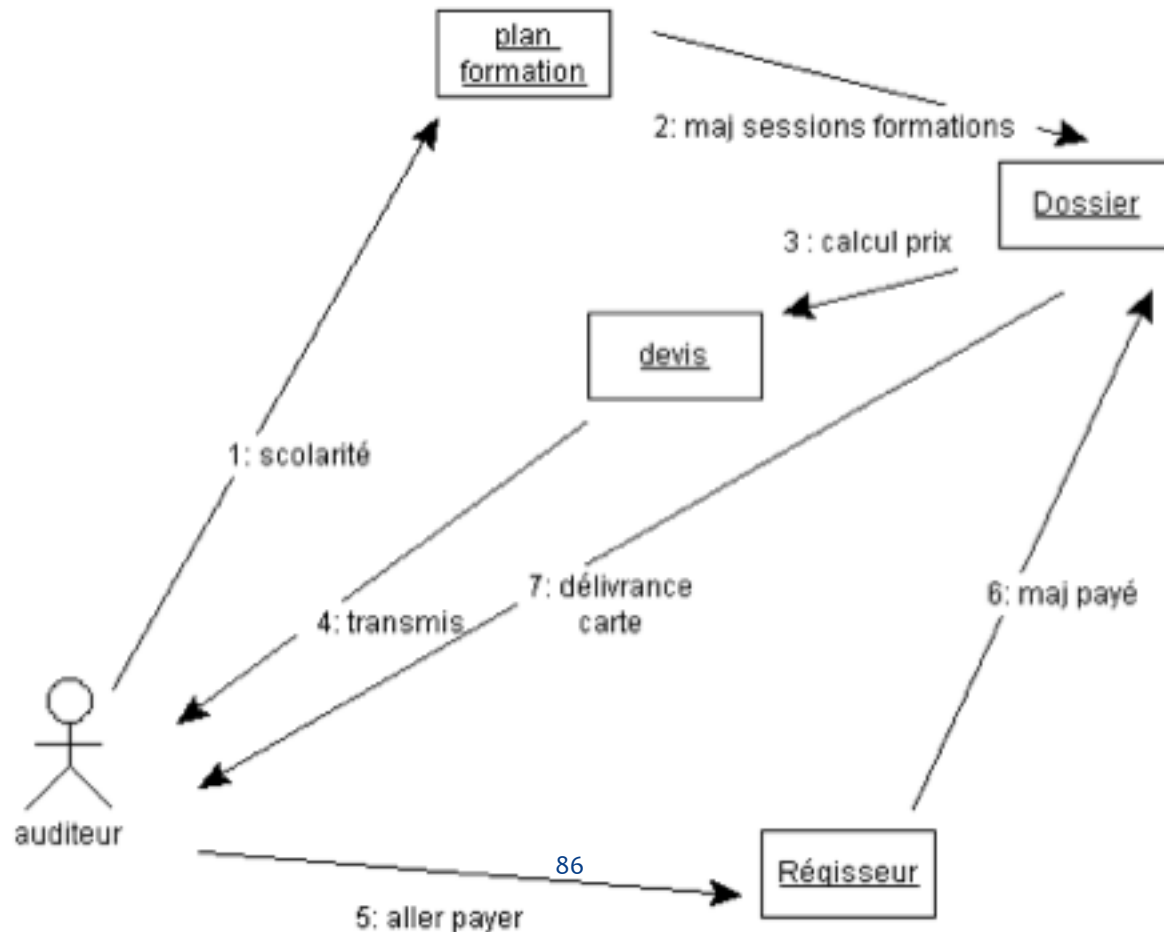 plan
formation
2: maj sessions formations
Dossier
3 : calcul prix
devis
1: scolarité
7: délivrance
carte
6: maj payé
4: transmis
auditeur
86
Régisseur
5: aller payer